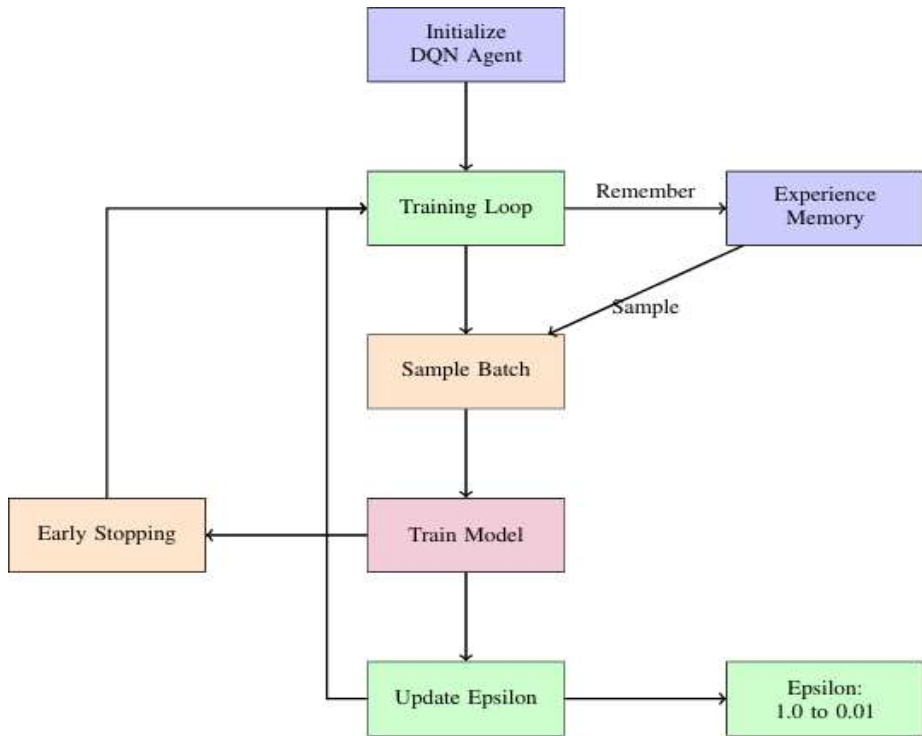 Initialize
DQN Agent
Training Loop
Remember
Experience
Memory
Sample
Sample Batch
Early Stopping
Train Model
Update Epsilon
Epsilon:
1.0 to 0.01